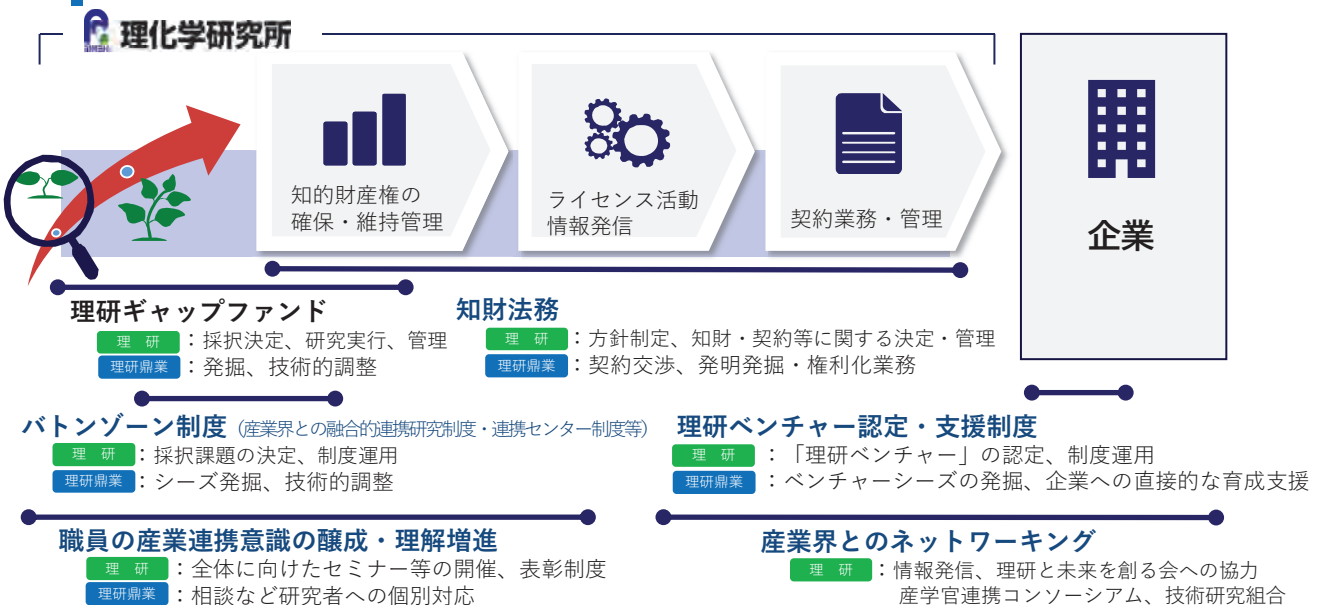 理化学研究所
知的財産権の
確保・維持管理
ライセンス活動
情報発信
契約業務・管理
企業
理研ギャップファンド
理 研：採択決定、研究実行、管理
理研鼎業：発掘、技術的調整
知財法務
理 研：方針制定、知財・契約等に関する決定・管理
理研鼎業：契約交渉、発明発掘・権利化業務
バトンゾーン制度（産業界との融合的連携研究制度・連携センター制度等）
理 研：採択課題の決定、制度運用
理研鼎業：シーズ発掘、技術的調整
理研ベンチャー認定・支援制度
理 研：「理研ベンチャー」の認定、制度運用
理研鼎業：ベンチャーシーズの発掘、企業への直接的な育成支援
職員の産業連携意識の醸成・理解増進
理 研：全体に向けたセミナー等の開催、表彰制度
理研鼎業：相談など研究者への個別対応
産業界とのネットワーキング
理 研：情報発信、理研と未来を創る会への協力
産学官連携コンソーシアム、技術研究組合